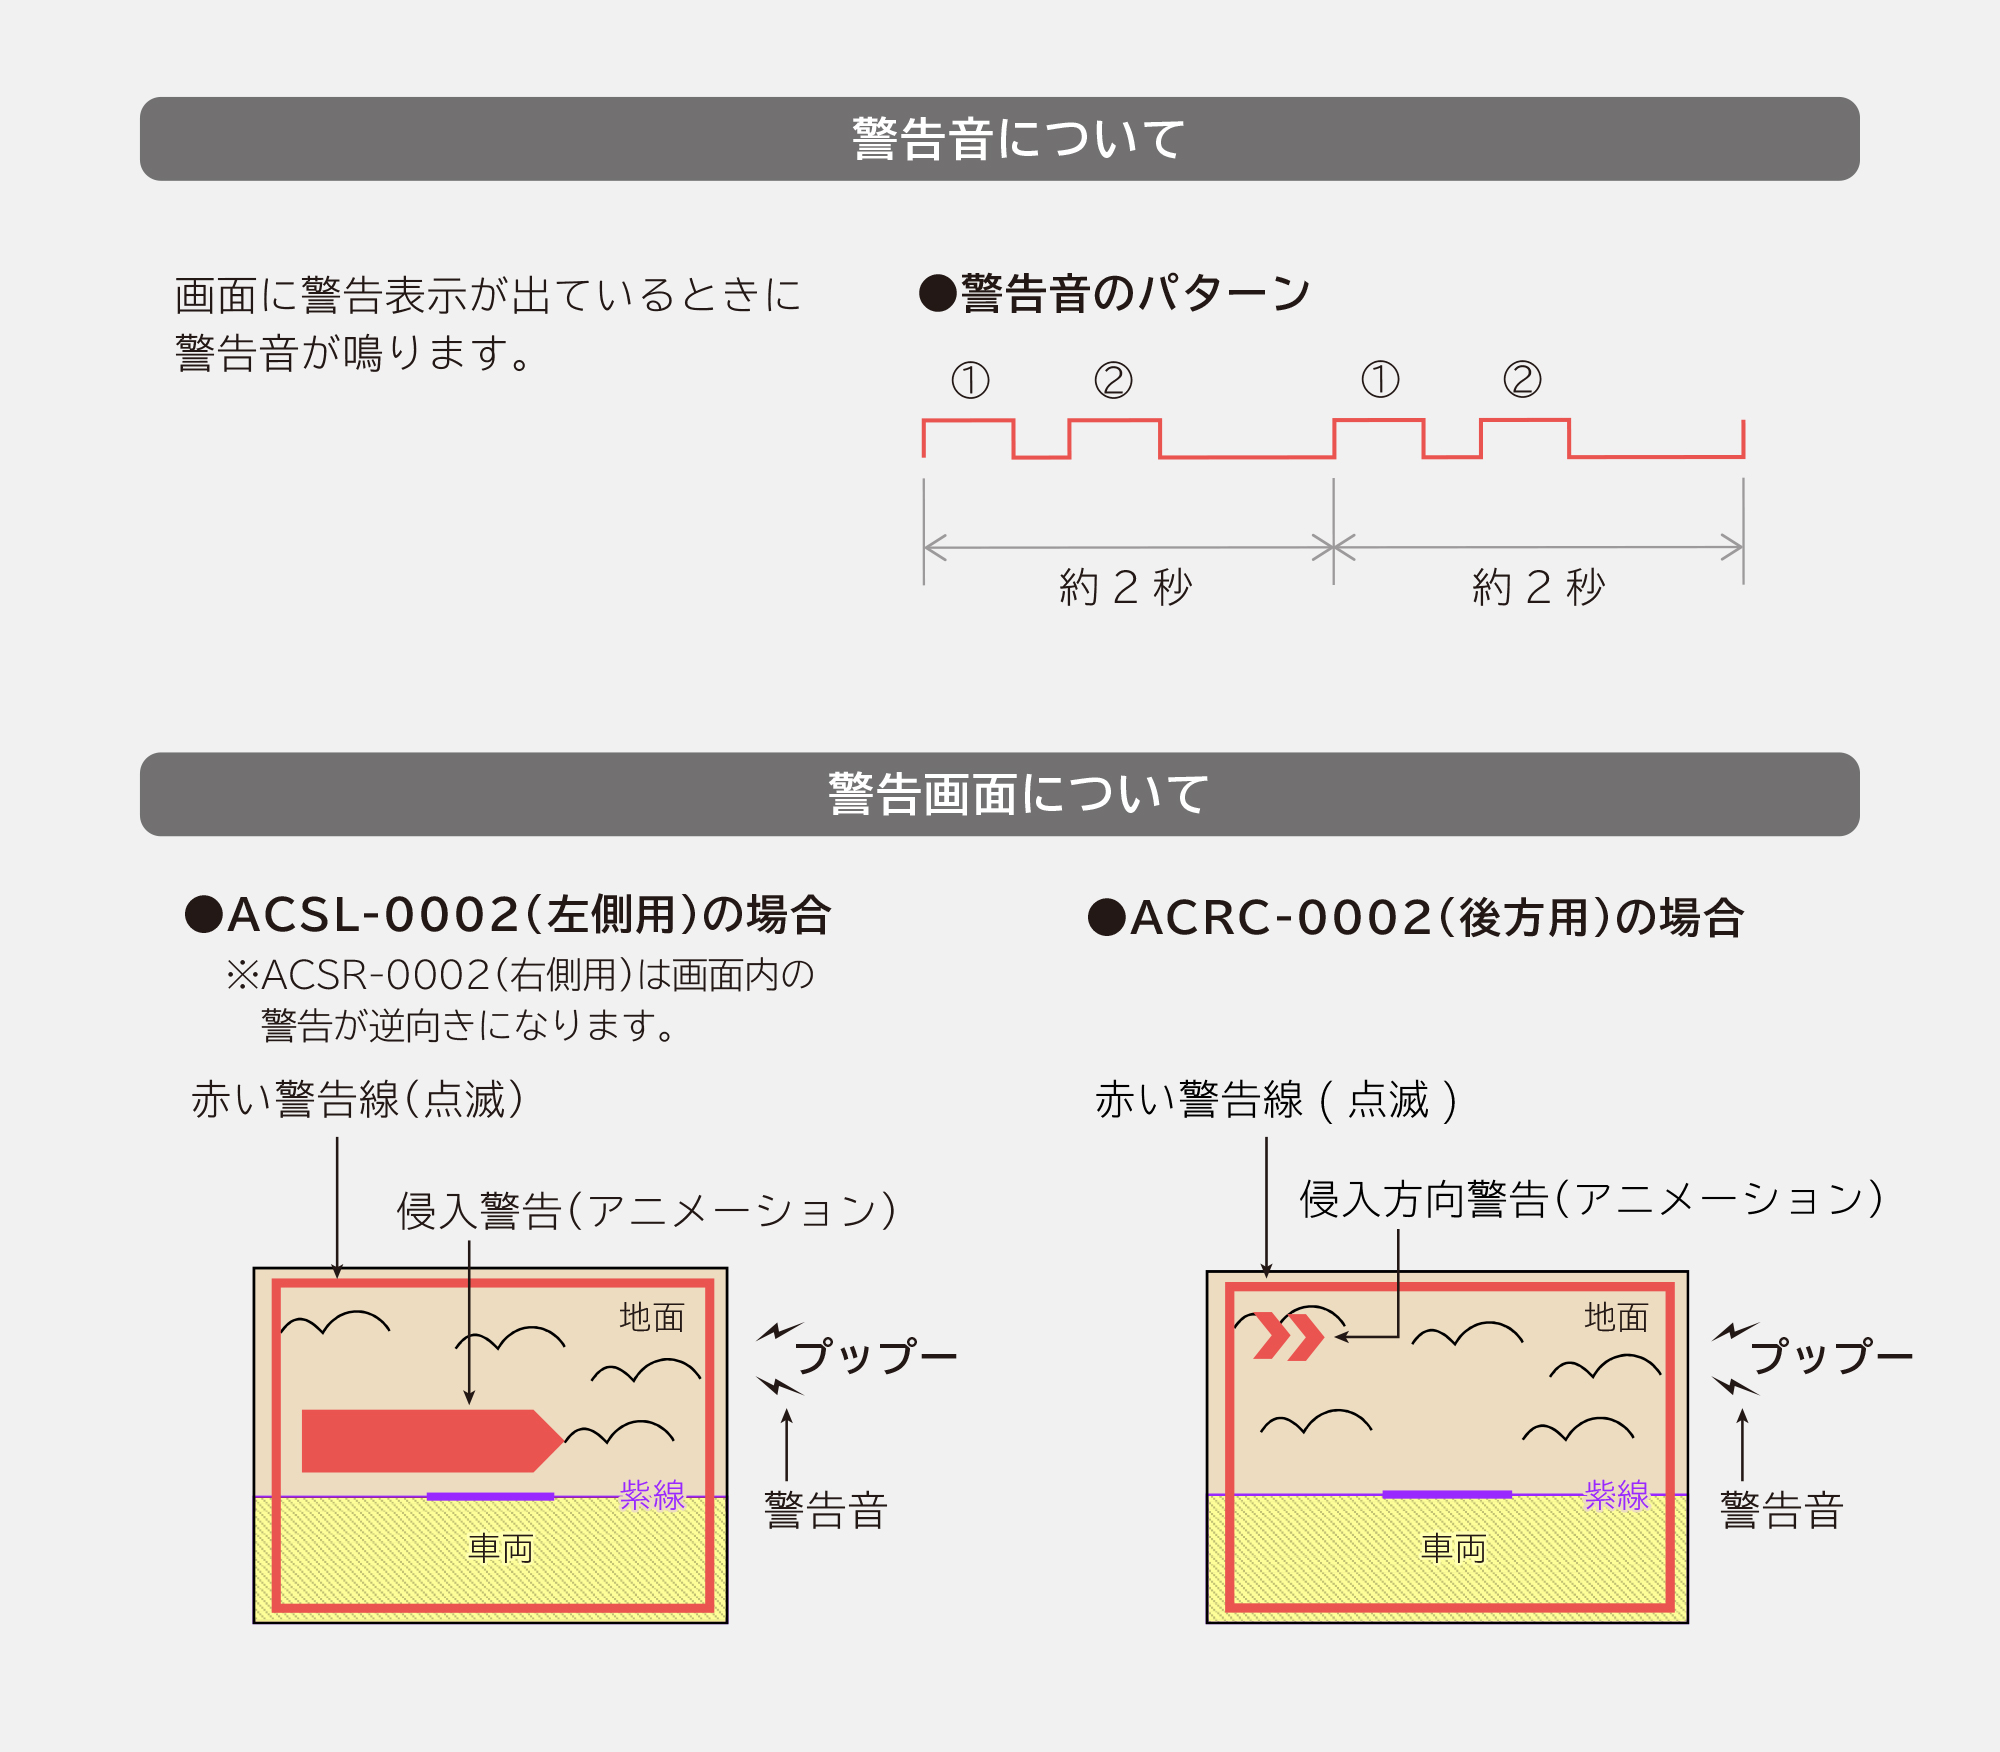 警告音について
画面に警告表示が出ているときに
警告音が鳴ります。
●警告音のパターン
① ② ① ②
約2秒 約2秒
警告画面について
●ACSL-0002(左側用)の場合
※ACSR-0002(右側用)は画面内の
警告が逆向きになります。
赤い警告線(点滅)
侵入警告(アニメーション)
地面
プップー
紫線
警告音
車両
●ACRC-0002(後方用)の場合
赤い警告線(点滅)
侵入方向警告(アニメーション)
地面
プップー
紫線
警告音
車両